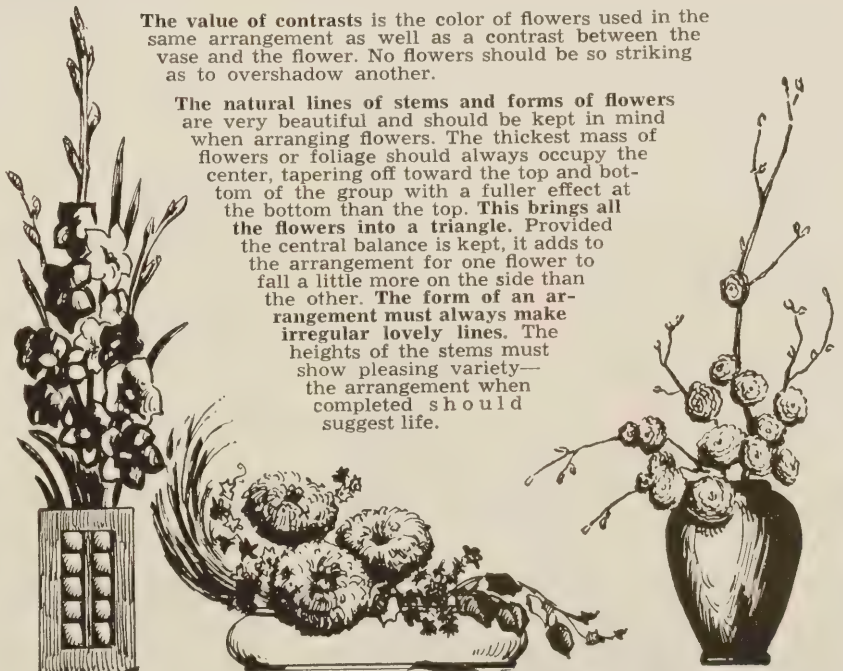 The value of contrasts is the color of flowers used in the
same arrangement as well as a contrast between the
vase and the flower. No flowers should be so striking
as to overshadow another.
The natural lines of stems and forms of flowers
are very beautiful and should be kept in mind
when arranging flowers. The thickest mass of
flowers or foliage should always occupy the
center, tapering off toward the top and bot-
tom of the group with a fuller effect at
the bottom than the top. This brings all
the flowers into a triangle. Provided
the central balance is kept, it adds to
the arrangement for one flower to
fall a little more on the side than
the other. The form of an ar-
rangement must always make
irregular lovely lines. The
heights of the stems must
show pleasing variety—
the arrangement when
completed should
suggest life.